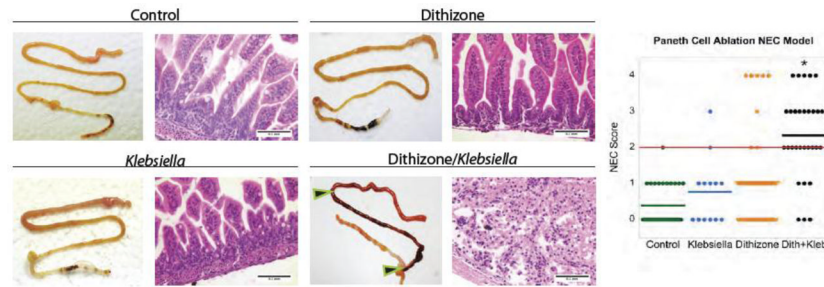 Control
Dithizone
Klebsiella
Dithizone/Klebsiella
Paneth Cell Ablation NEC Model
*
NEC Score
4
3
2
1
0
Control Klebsiella Dithizone Dith+Kleb